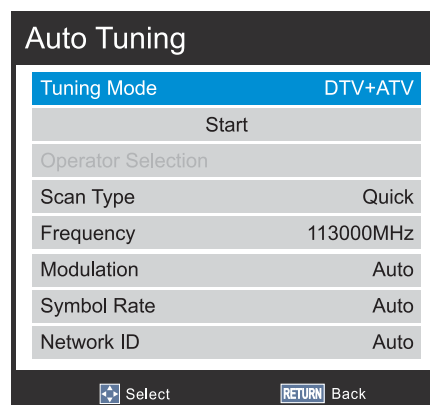 Auto Tuning
Tuning Mode DTV+ATV
Start
Operator Selection
Scan Type Quick
Frequency 113000MHz
Modulation Auto
Symbol Rate Auto
Network ID Auto
Select RETURN Back